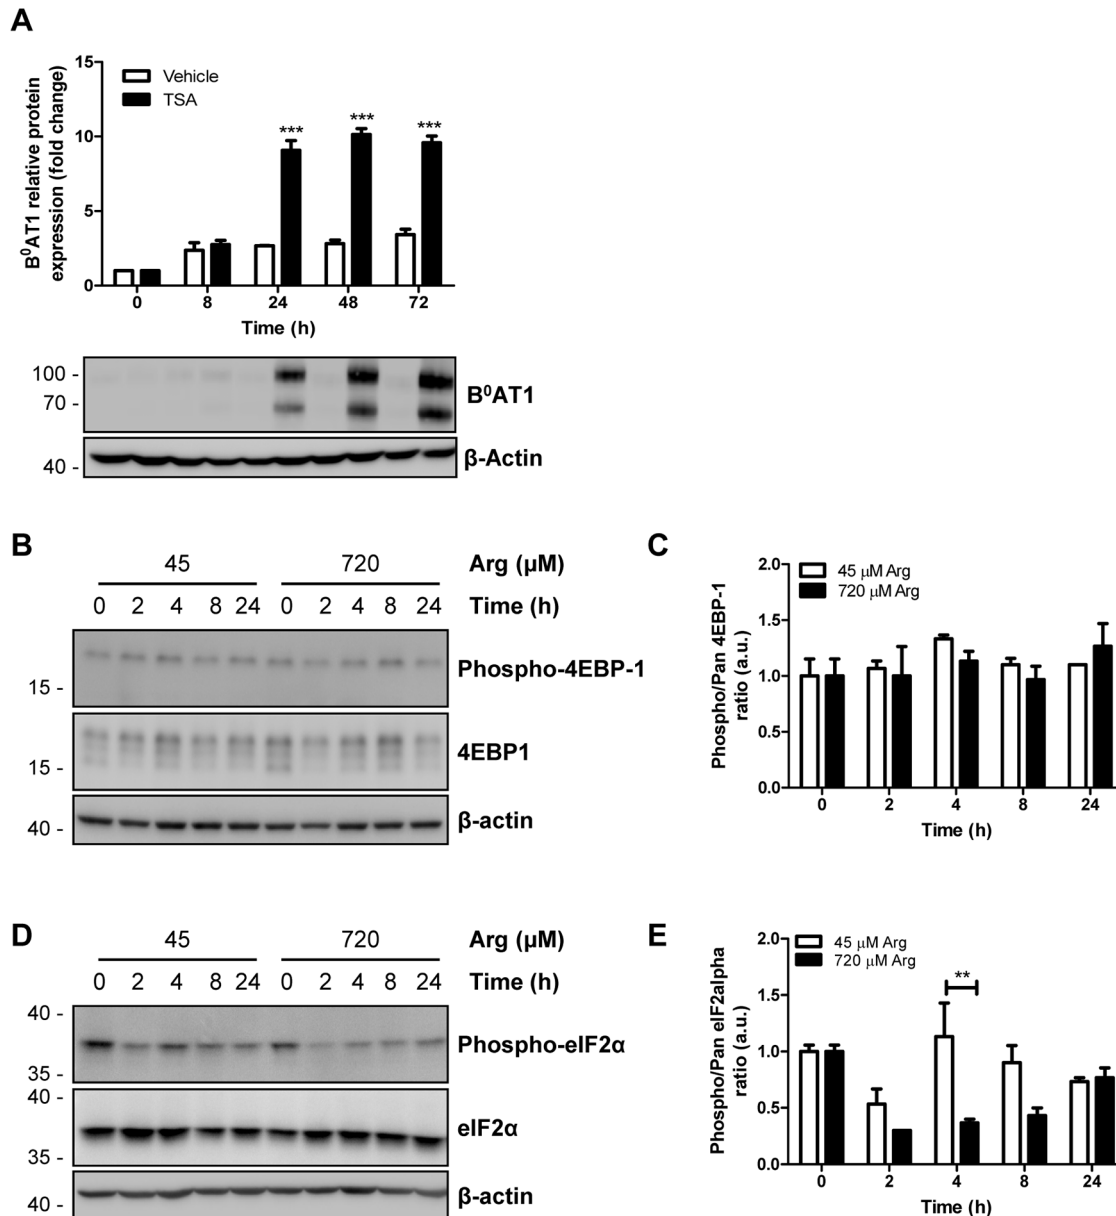 A
B⁰AT1 relative protein
expression (fold change)
15
10
5
0
Vehicle
TSA
***
***
***
0 8 24 48 72
Time (h)
100 -
70 -
B⁰AT1
40 -
β-Actin
B
45 720 Arg (µM)
0 2 4 8 24 0 2 4 8 24 Time (h)
Phospho-4EBP-1
15 -
4EBP1
15 -
β-actin
40 -
C
Phospho/Pan 4EBP-1
ratio (a.u.)
2.0
1.5
1.0
0.5
0.0
45 µM Arg
720 µM Arg
0 2 4 8 24
Time (h)
D
45 720 Arg (µM)
0 2 4 8 24 0 2 4 8 24 Time (h)
40 -
Phospho-eIF2α
35 -
40 -
eIF2α
35 -
β-actin
40 -
E
Phospho/Pan eIF2alpha
ratio (a.u.)
2.0
1.5
1.0
0.5
0.0
45 µM Arg
720 µM Arg
**
0 2 4 8 24
Time (h)